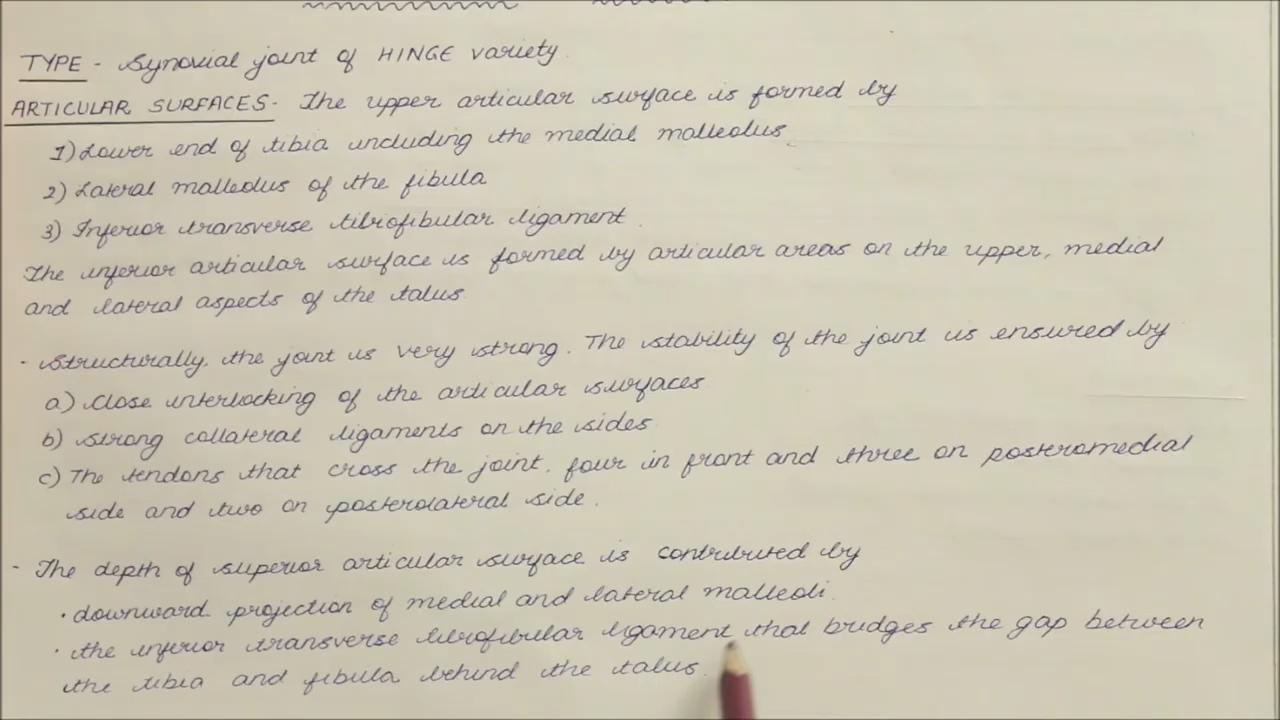 TYPE - Synovial joint of HINGE variety.
ARTICULAR SURFACES - The upper articular surface is formed by
1) Lower end of tibia including the medial malleolus.
2) Lateral malleolus of the fibula
3) Inferior transverse tibiofibular ligament.
The inferior articular surface is formed by articular areas on the upper, medial
and lateral aspects of the talus.
- Structurally, the joint is very strong. The stability of the joint is ensured by
a) Close interlocking of the articular surfaces
b) Strong collateral ligaments on the sides.
c) The tendons that cross the joint, four in front and three on posteromedial
side and two on posterolateral side.
- The depth of superior articular surface is contributed by
• downward projection of medial and lateral malleoli.
• the inferior transverse tibiofibular ligament that bridges the gap between
the tibia and fibula behind the talus.